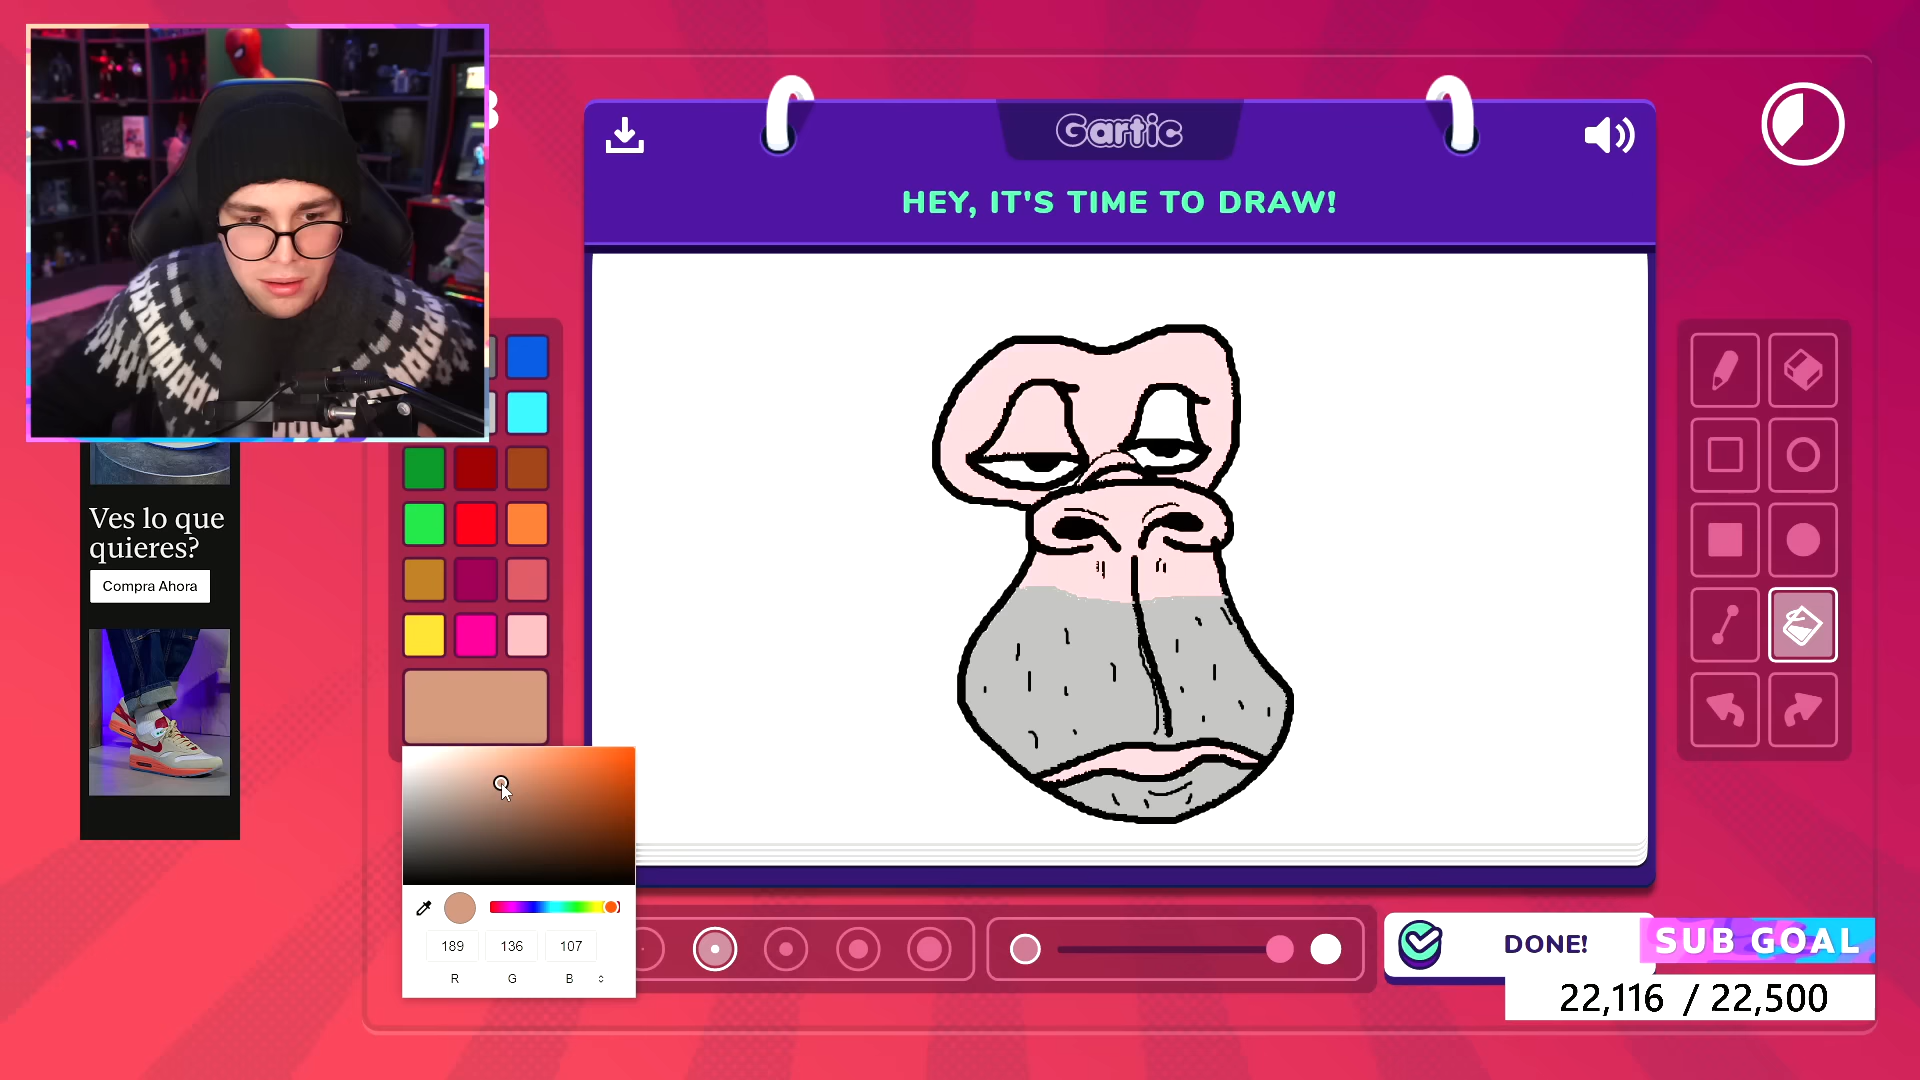 3
Gartic
HEY, IT'S TIME TO DRAW!
Ves lo que
quieres?
Compra Ahora
189 136 107
R G B
DONE!
SUB GOAL
22,116 / 22,500